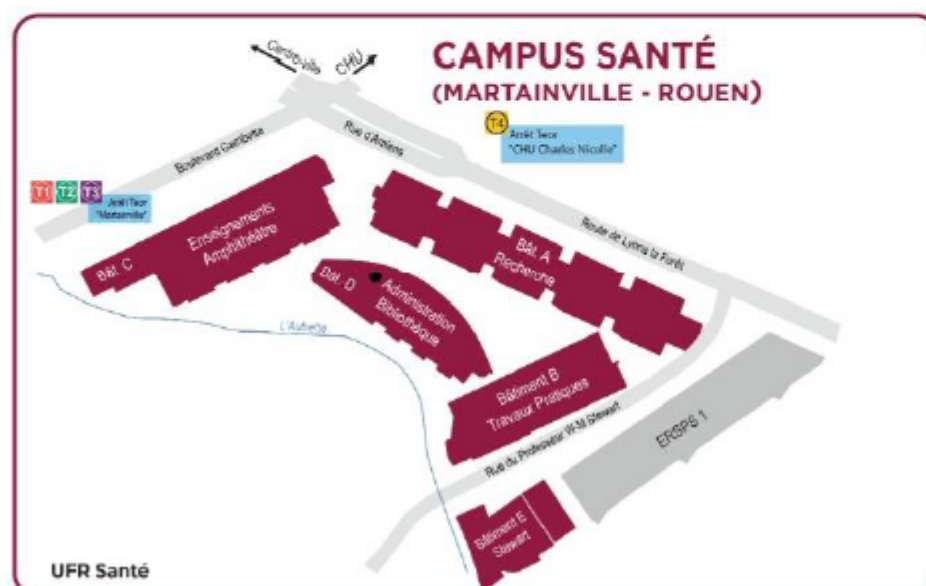 CAMPUS SANTÉ
(MARTAINVILLE - ROUEN)
Centre-ville
CHU
T4
Arrêt Teor
"CHU Charles Nicolle"
Boulevard Gambetta
Rue d'Amiens
T1 T2 T3
Arrêt Teor
"Martainville"
Route de Lyons la Forêt
Bât. C
Enseignements
Amphithéâtre
Bât. A
Recherche
Bât. D
Administration
Bibliothèque
L'Aubette
Bâtiment B
Travaux Pratiques
Rue du Professeur W-M Stewart
ERSPS 1
Bâtiment E
Stewart
UFR Santé